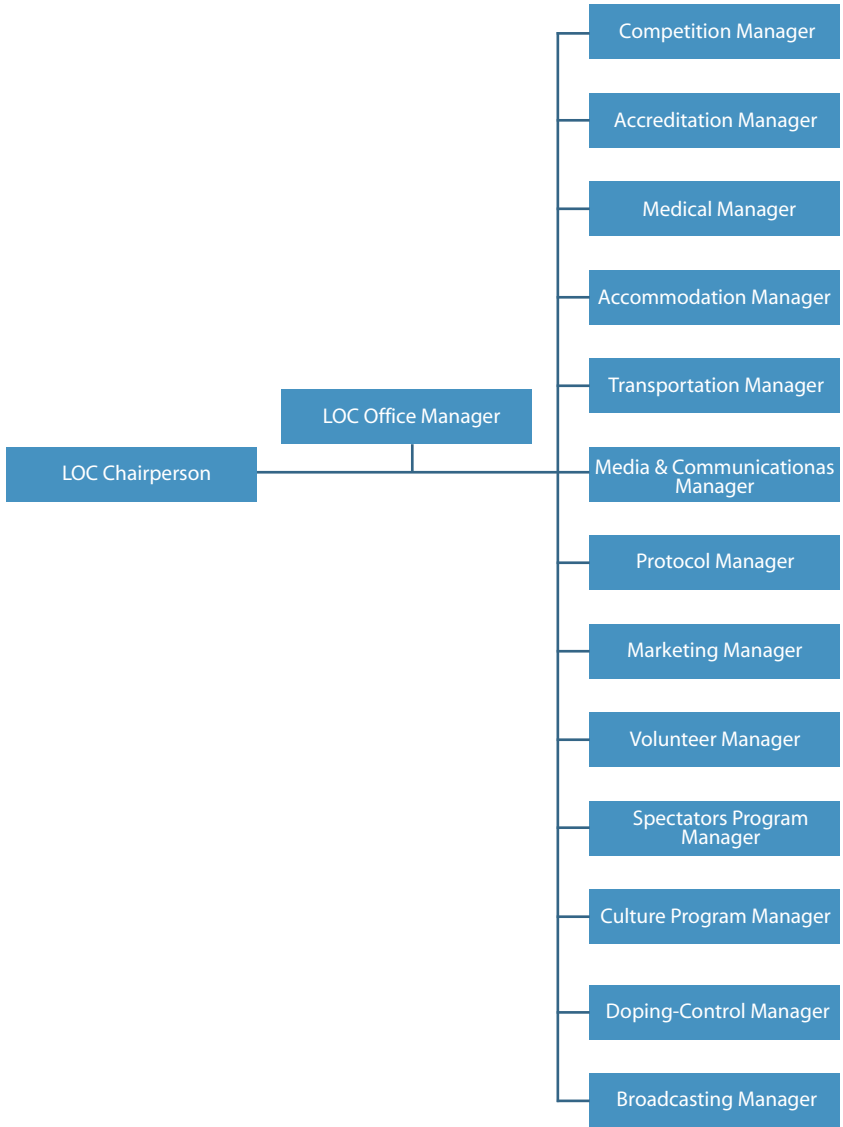 Competition Manager
Accreditation Manager
Medical Manager
Accommodation Manager
Transportation Manager
LOC Office Manager
LOC Chairperson
Media & Communicationas
Manager
Protocol Manager
Marketing Manager
Volunteer Manager
Spectators Program
Manager
Culture Program Manager
Doping-Control Manager
Broadcasting Manager